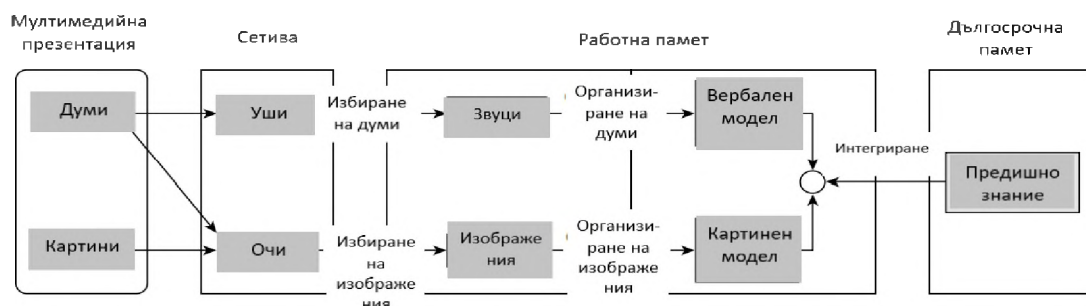 Мултимедийна
презентация
Сетива
Работна памет
Дългосрочна
памет
Думи
Уши
Избиране
на думи
Звуци
Организи-
ране на
думи
Вербален
модел
Интегриране
Предишно
знание
Картини
Очи
Избиране
на
изображе
ния
Изображе
ния
Организи-
ране на
изображе
ния
Картинен
модел